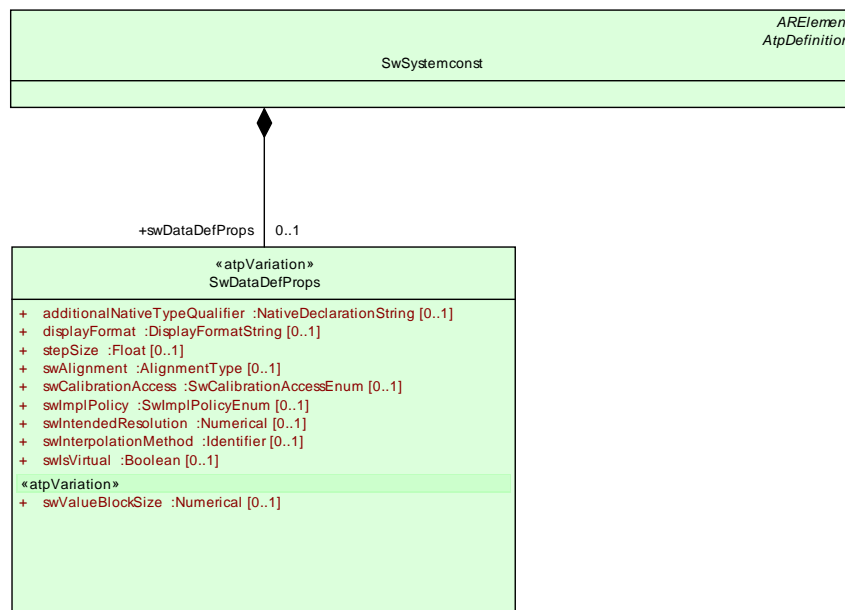 ARElemen
AtpDefinition
SwSystemconst
+swDataDefProps 0..1
«atpVariation»
SwDataDefProps
+ additionalNativeTypeQualifier :NativeDeclarationString [0..1]
+ displayFormat :DisplayFormatString [0..1]
+ stepSize :Float [0..1]
+ swAlignment :AlignmentType [0..1]
+ swCalibrationAccess :SwCalibrationAccessEnum [0..1]
+ swImplPolicy :SwImplPolicyEnum [0..1]
+ swIntendedResolution :Numerical [0..1]
+ swInterpolationMethod :Identifier [0..1]
+ swIsVirtual :Boolean [0..1]
«atpVariation»
+ swValueBlockSize :Numerical [0..1]